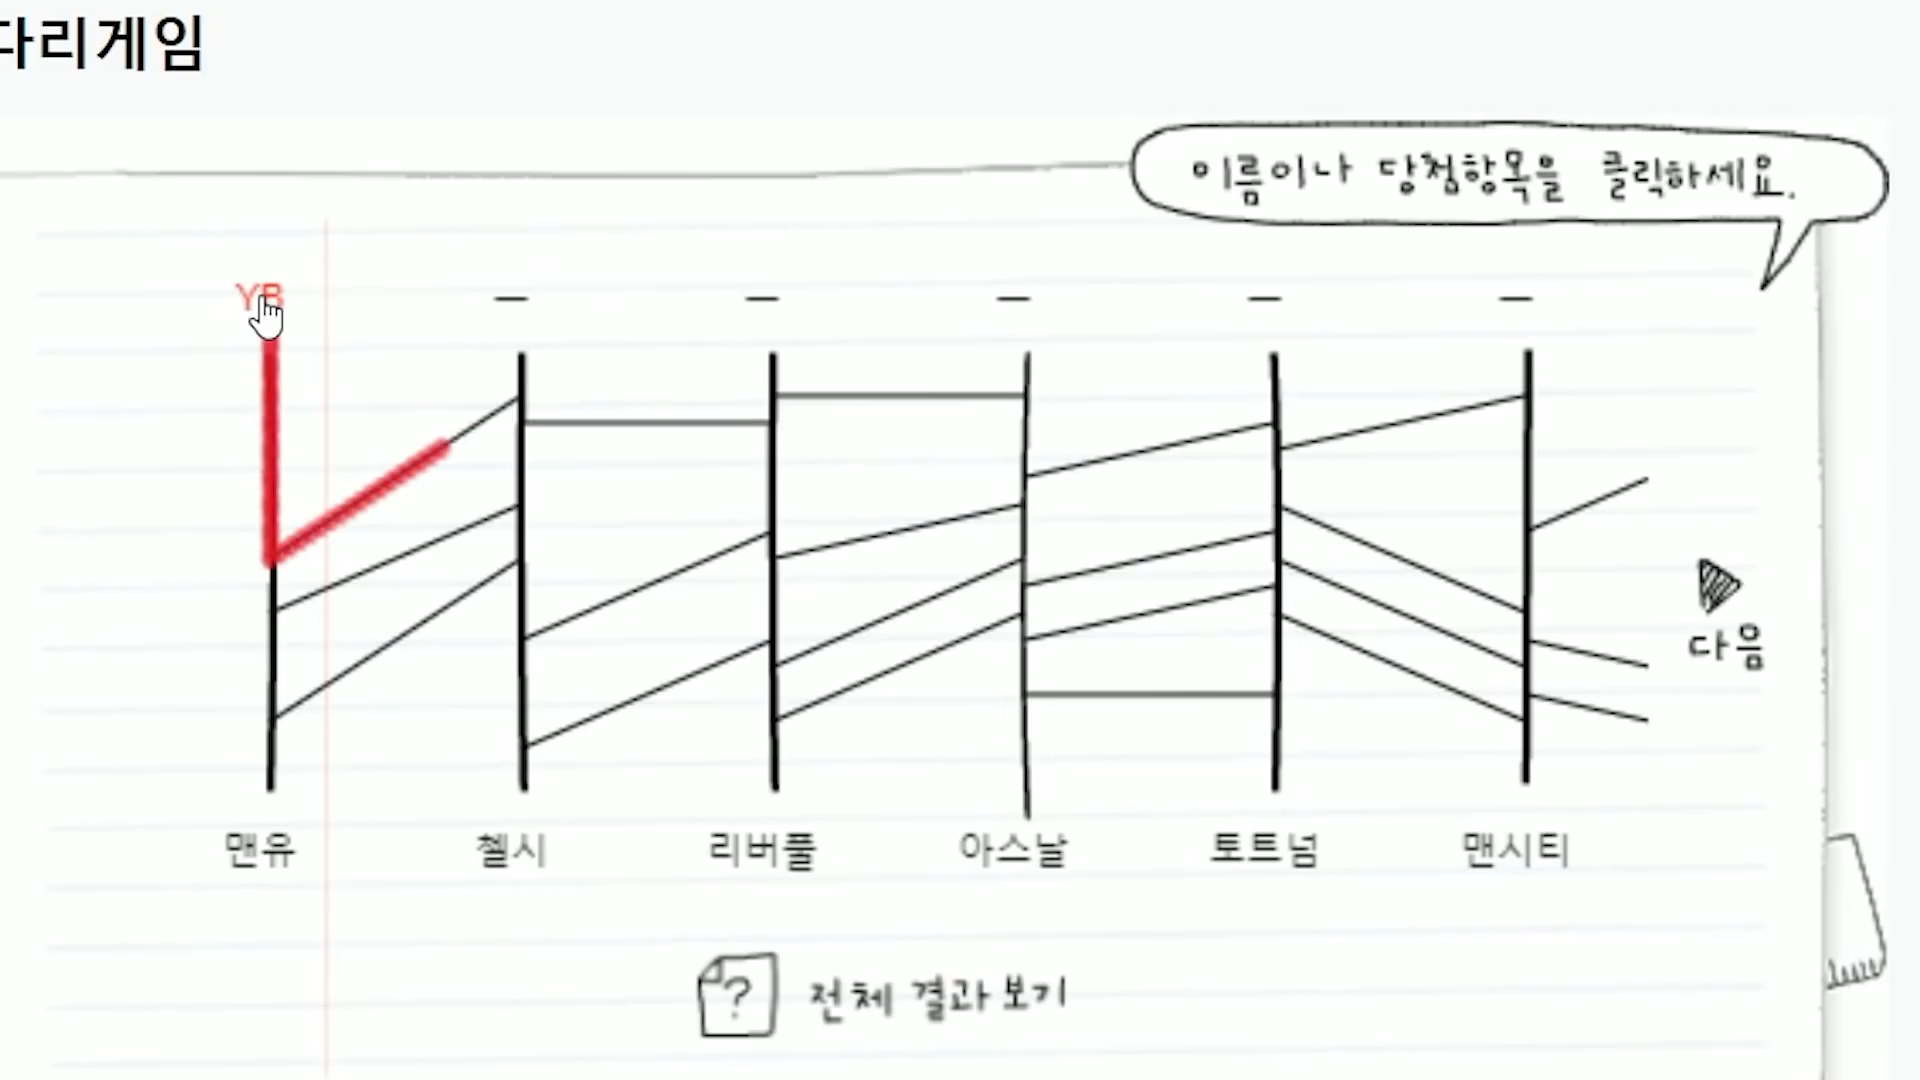 다리게임
이름이나 당첨항목을 클릭하세요.
YB — — — — —
다음
맨유 첼시 리버풀 아스날 토트넘 맨시티
? 전체 결과 보기